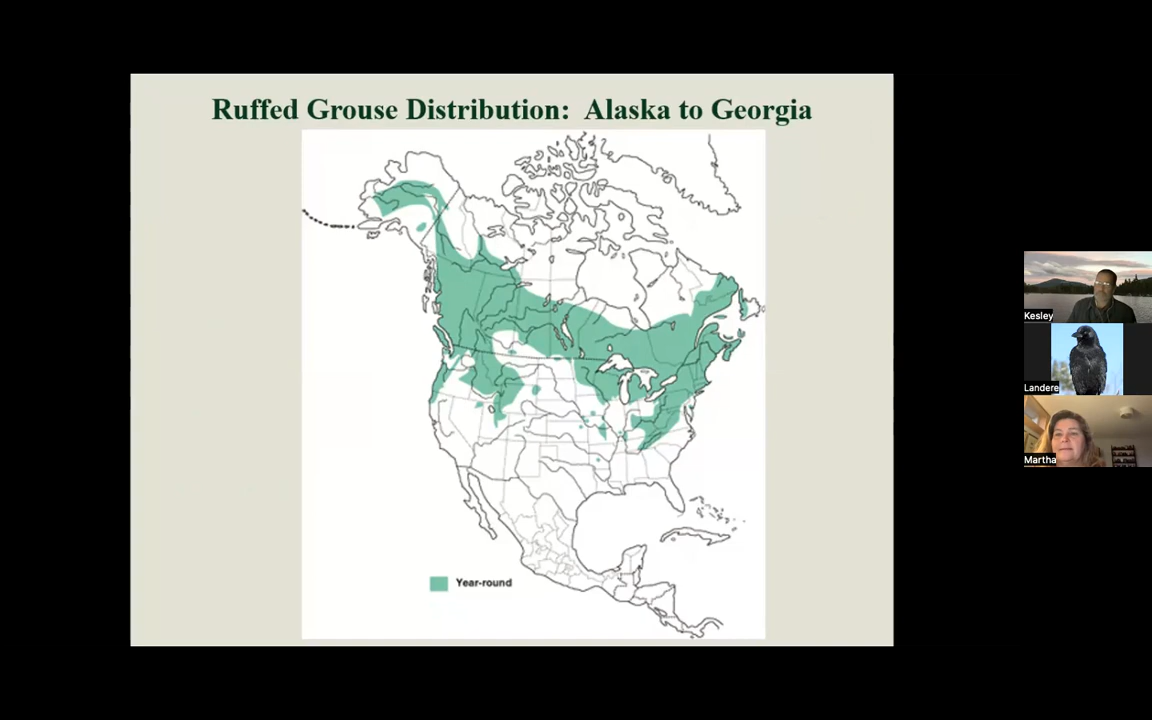 Ruffed Grouse Distribution: Alaska to Georgia
Year-round
Kesley
Landere
Martha